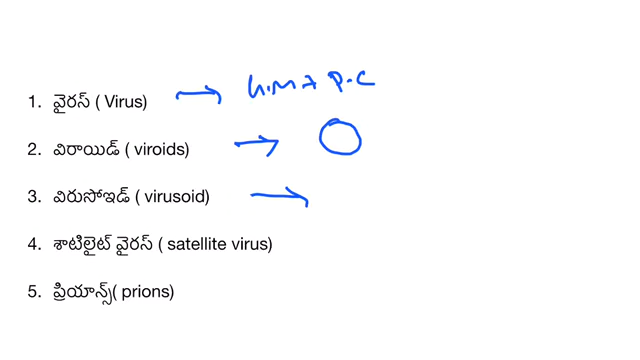 1. వైరస్ ( Virus) → h.m + P.C
2. విరాయిడ్ ( viroids) →
3. విరుసోఇడ్ ( virusoid) →
4. శాటిలైట్ వైరస్ ( satellite virus)
5. ప్రియాన్స్( prions)